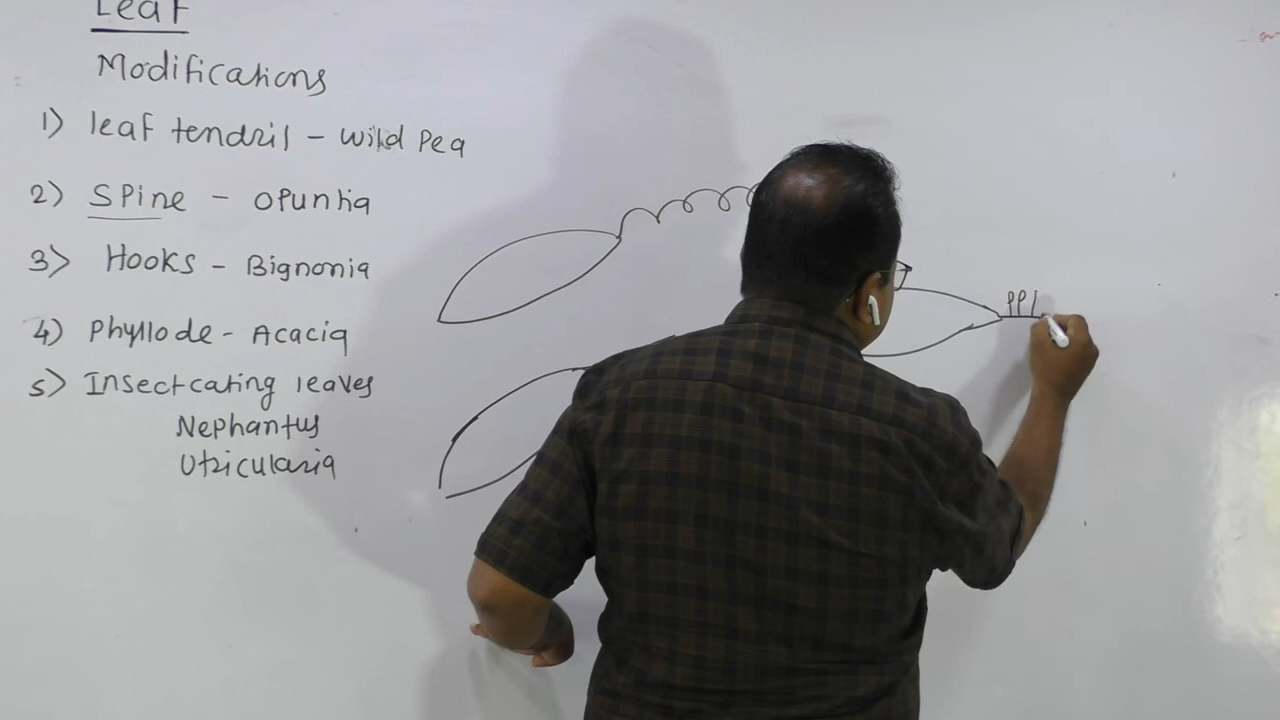 Leaf
Modifications
1) leaf tendril - wild Pea
2) Spine - Opuntia
3) Hooks - Bignonia
4) Phyllode - Acacia
5) Insectcating leaves
Nephantus
Utricularia